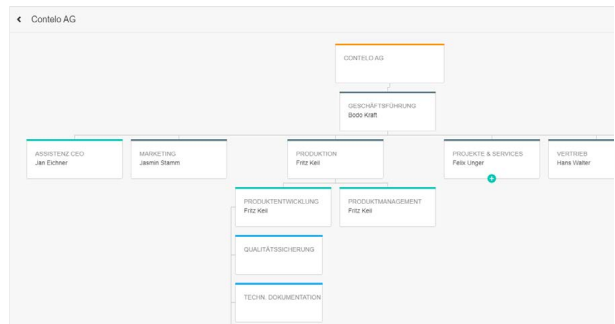 Contelo AG
CONTELO AG
GESCHÄFTSFÜHRUNG
Bodo Kraft
ASSISTENZ CEO
Jan Eichner
MARKETING
Jasmin Stamm
PRODUKTION
Fritz Keil
PROJEKTE & SERVICES
Felix Unger
VERTRIEB
Hans Walter
PRODUKTENTWICKLUNG
Fritz Keil
PRODUKTMANAGEMENT
Fritz Keil
QUALITÄTSSICHERUNG
TECHN. DOKUMENTATION